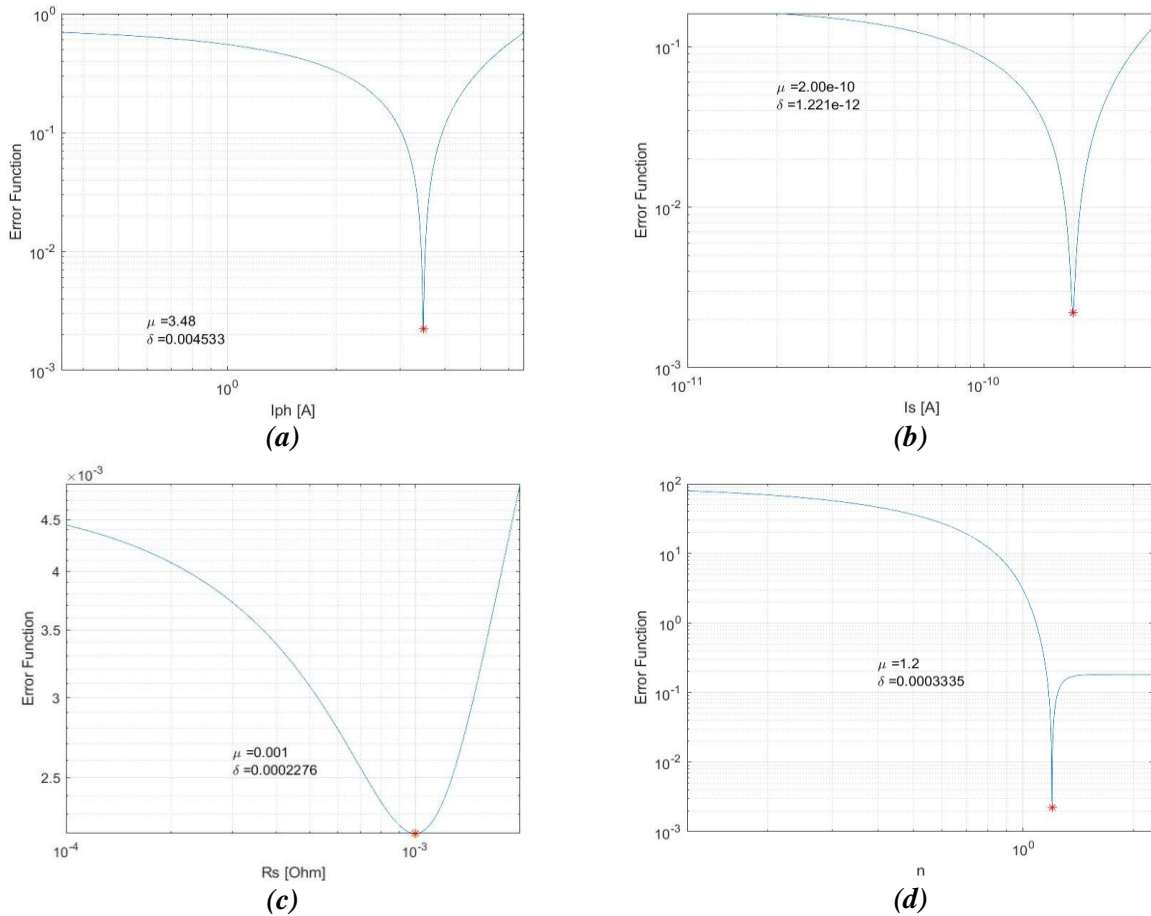 10^0
10^-1
10^-2
10^-3
Error Function
μ =3.48
δ =0.004533
10^0
Iph [A]
(a)
10^-1
10^-2
10^-3
Error Function
μ =2.00e-10
δ =1.221e-12
10^-11
10^-10
Is [A]
(b)
×10^-3
4.5
4
3.5
3
2.5
Error Function
μ =0.001
δ =0.0002276
10^-4
10^-3
Rs [Ohm]
(c)
10^2
10^1
10^0
10^-1
10^-2
10^-3
Error Function
μ =1.2
δ =0.0003335
10^0
n
(d)